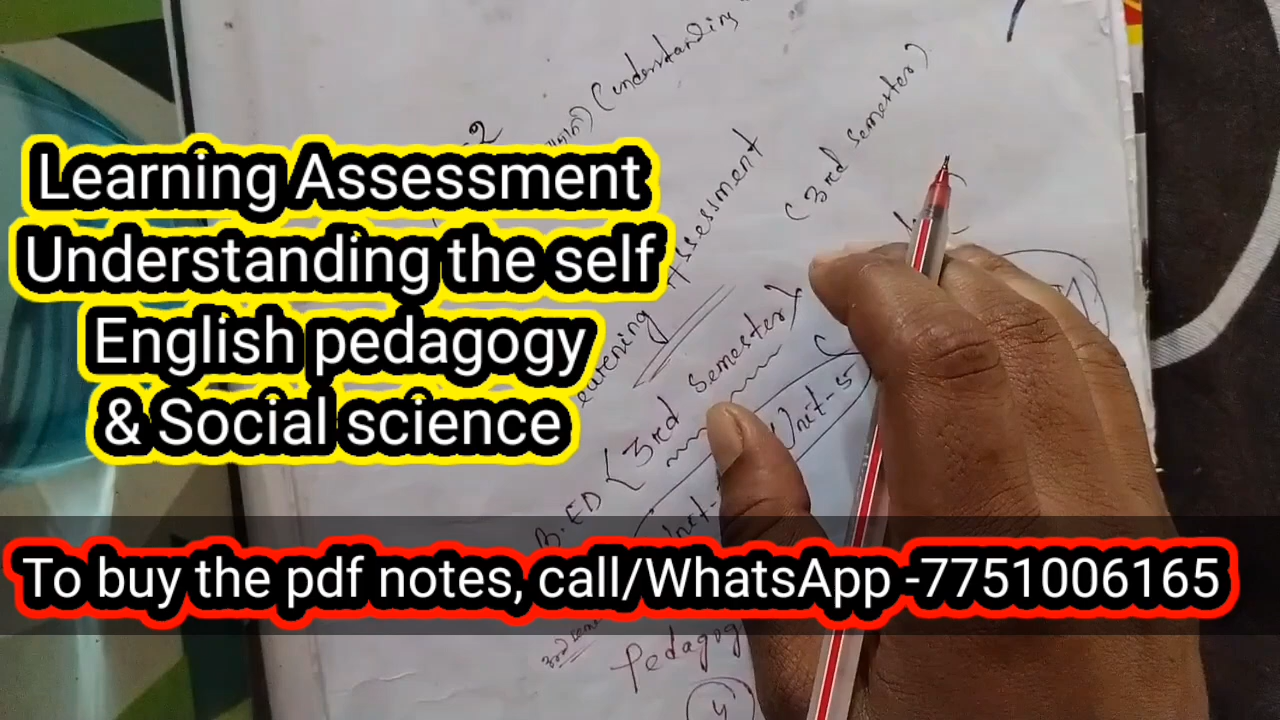 Learning Assessment
Understanding the self
English pedagogy
& Social science
To buy the pdf notes, call/WhatsApp -7751006165
(understanding
Assessment
(3rd semester)
B.ED (3rd Semester)
Unit-5
4